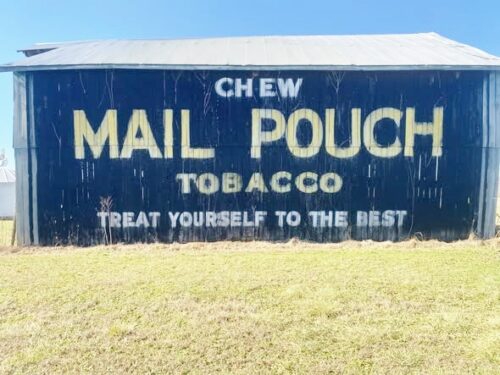 CHEW
MAIL POUCH
TOBACCO
TREAT YOURSELF TO THE BEST